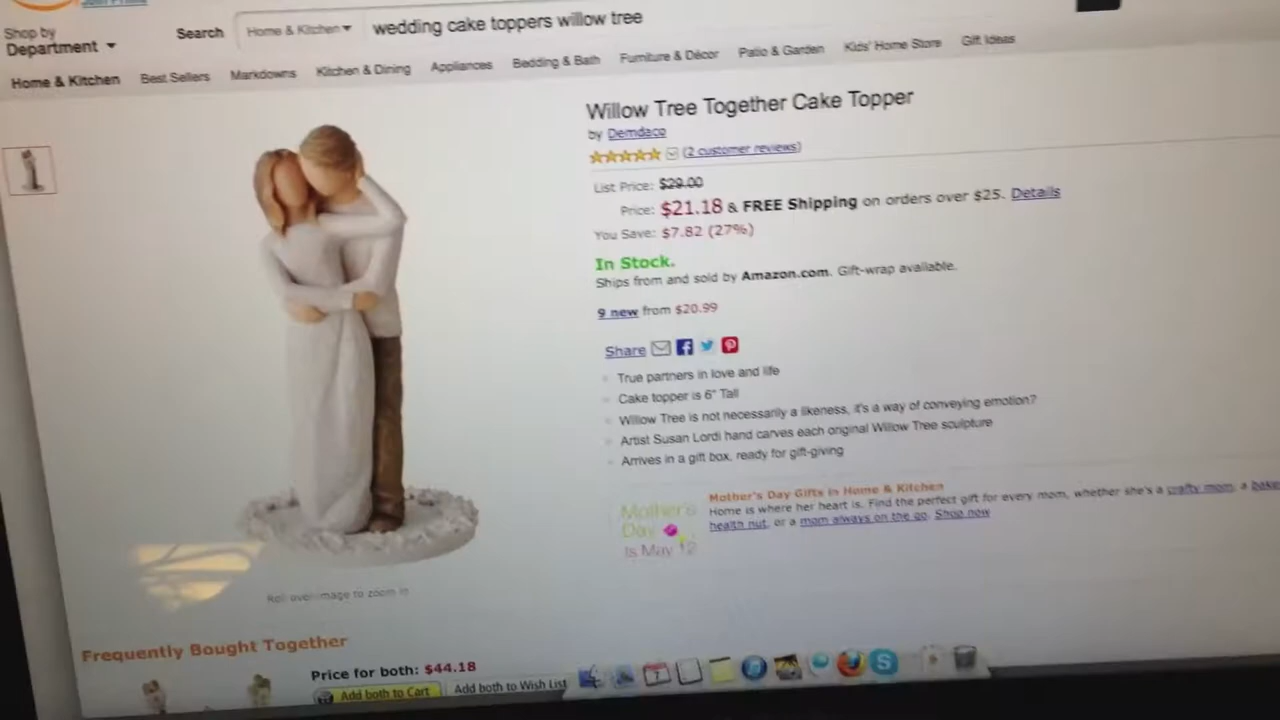 Shop by
Department
Search
Home & Kitchen
wedding cake toppers willow tree
Home & Kitchen Best Sellers Markdowns Kitchen & Dining Appliances Bedding & Bath Furniture & Décor Patio & Garden Kids' Home Store Gift Ideas
Willow Tree Together Cake Topper
by Demdaco
(2 customer reviews)
List Price: $29.00
Price: $21.18 & FREE Shipping on orders over $25. Details
You Save: $7.82 (27%)
In Stock.
Ships from and sold by Amazon.com. Gift-wrap available.
9 new from $20.99
Share
True partners in love and life
Cake topper is 6" Tall
Willow Tree is not necessarily a likeness, it's a way of conveying emotion?
Artist Susan Lordi hand carves each original Willow Tree sculpture
Arrives in a gift box, ready for gift-giving
Mother's
Day
Is May 12
Mother's Day Gifts in Home & Kitchen
Home is where her heart is. Find the perfect gift for every mom, whether she's a crafty mom, a
health nut, or a mom always on the go. Shop now
Roll over image to zoom in
Frequently Bought Together
Price for both: $44.18
Add both to Cart Add both to Wish List